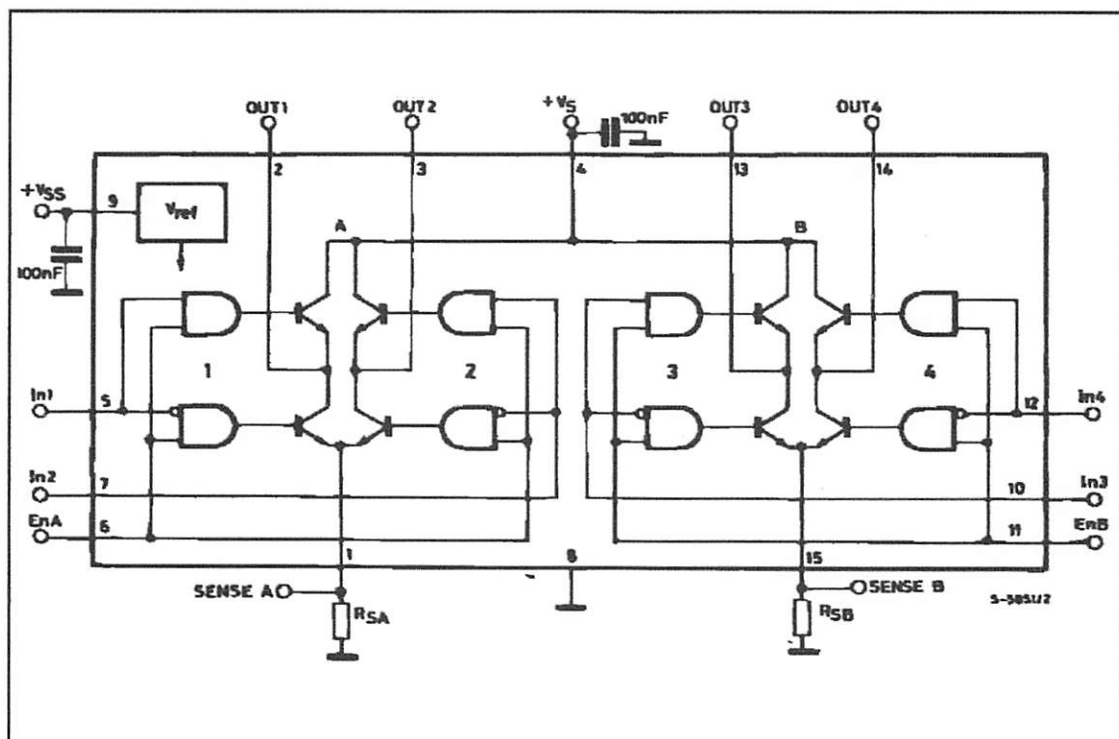 OUT1 OUT2 +VS 100nF OUT3 OUT4
2 3 4 13 14
+VSS 9 Vref
A B
100nF
1 2 3 4
In1 5 12 In4
In2 7 10 In3
EnA 6 11 EnB
1 8 15
SENSE A RSA RSB SENSE B